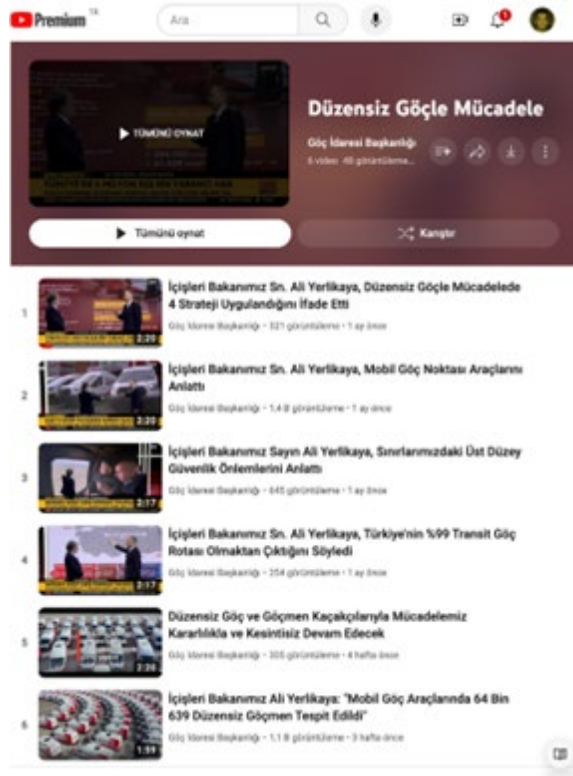 Premium TR
Ara
1
TÜMÜNÜ OYNAT
Düzensiz Göçle Mücadele
Göç İdaresi Başkanlığı
6 video 48 görüntüleme...
Tümünü oynat
Karıştır
1
2:20
İçişleri Bakanımız Sn. Ali Yerlikaya, Düzensiz Göçle Mücadelede
4 Strateji Uygulandığını İfade Etti
Göç İdaresi Başkanlığı • 321 görüntüleme • 1 ay önce
2
3:20
İçişleri Bakanımız Sn. Ali Yerlikaya, Mobil Göç Noktası Araçlarını
Anlattı
Göç İdaresi Başkanlığı • 1,4 B görüntüleme • 1 ay önce
3
2:17
İçişleri Bakanımız Sayın Ali Yerlikaya, Sınırlarımızdaki Üst Düzey
Güvenlik Önlemlerini Anlattı
Göç İdaresi Başkanlığı • 645 görüntüleme • 1 ay önce
4
2:17
İçişleri Bakanımız Sn. Ali Yerlikaya, Türkiye'nin %99 Transit Göç
Rotası Olmaktan Çıktığını Söyledi
Göç İdaresi Başkanlığı • 254 görüntüleme • 1 ay önce
5
Düzensiz Göç ve Göçmen Kaçakçılarıyla Mücadelemiz
Kararlılıkla ve Kesintisiz Devam Edecek
Göç İdaresi Başkanlığı • 305 görüntüleme • 4 hafta önce
6
1:59
İçişleri Bakanımız Ali Yerlikaya: "Mobil Göç Araçlarında 64 Bin
639 Düzensiz Göçmen Tespit Edildi"
Göç İdaresi Başkanlığı • 1,1 B görüntüleme • 3 hafta önce